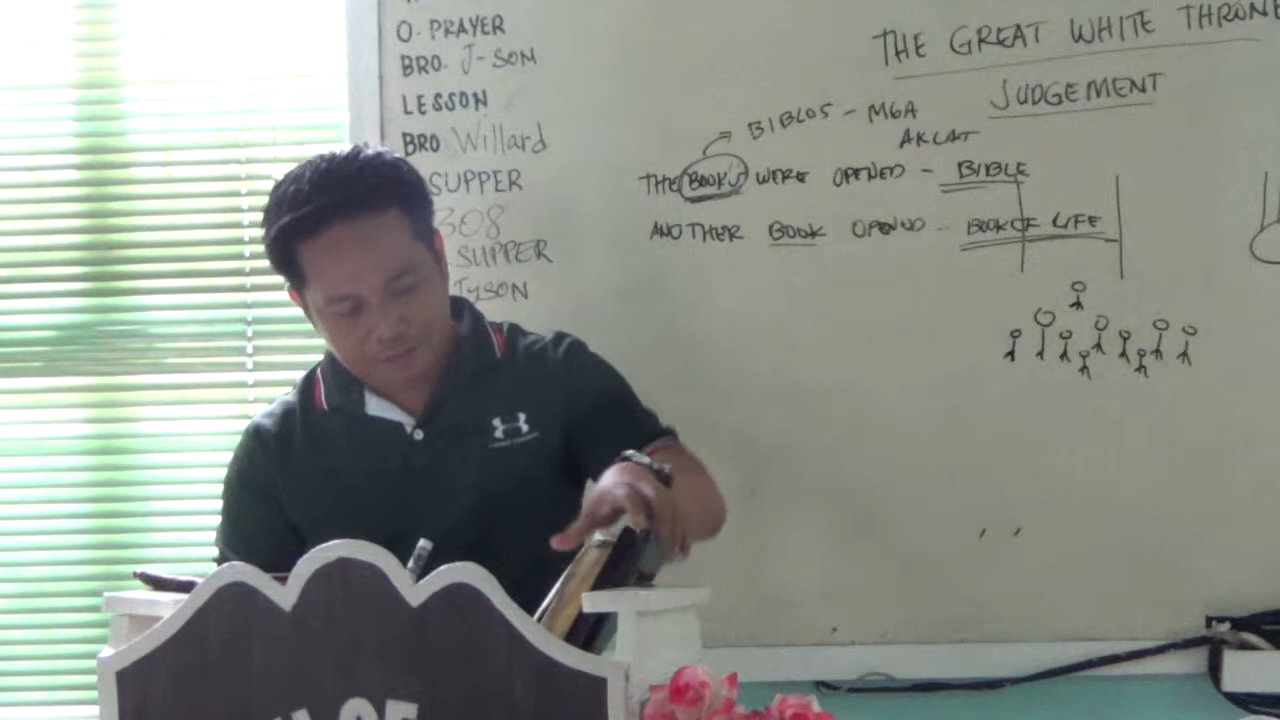 O. PRAYER
BRO. J-SON
LESSON
BRO Willard
SUPPER
308
SUPPER
TYSON
THE GREAT WHITE THRONE
JUDGEMENT
BIBLOS - MGA
AKLAT
THE BOOKS WERE OPENED - BIBLE
ANOTHER BOOK OPENED - BOOK OF LIFE